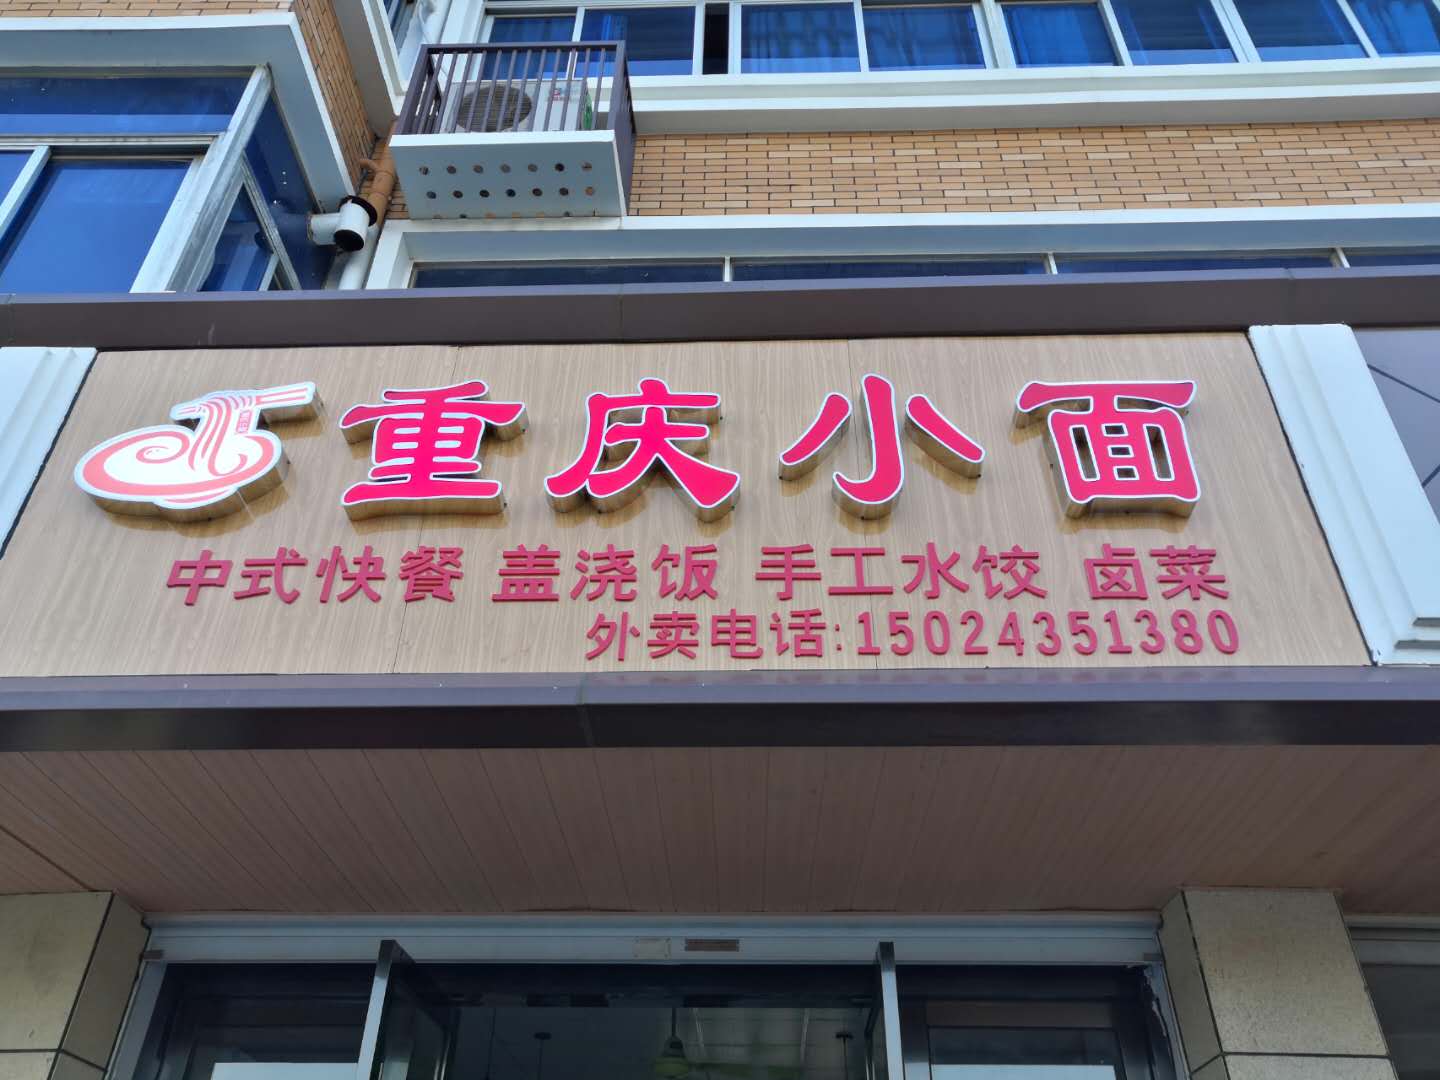 重庆小面
中式快餐 盖浇饭 手工水饺 卤菜
外卖电话:15024351380